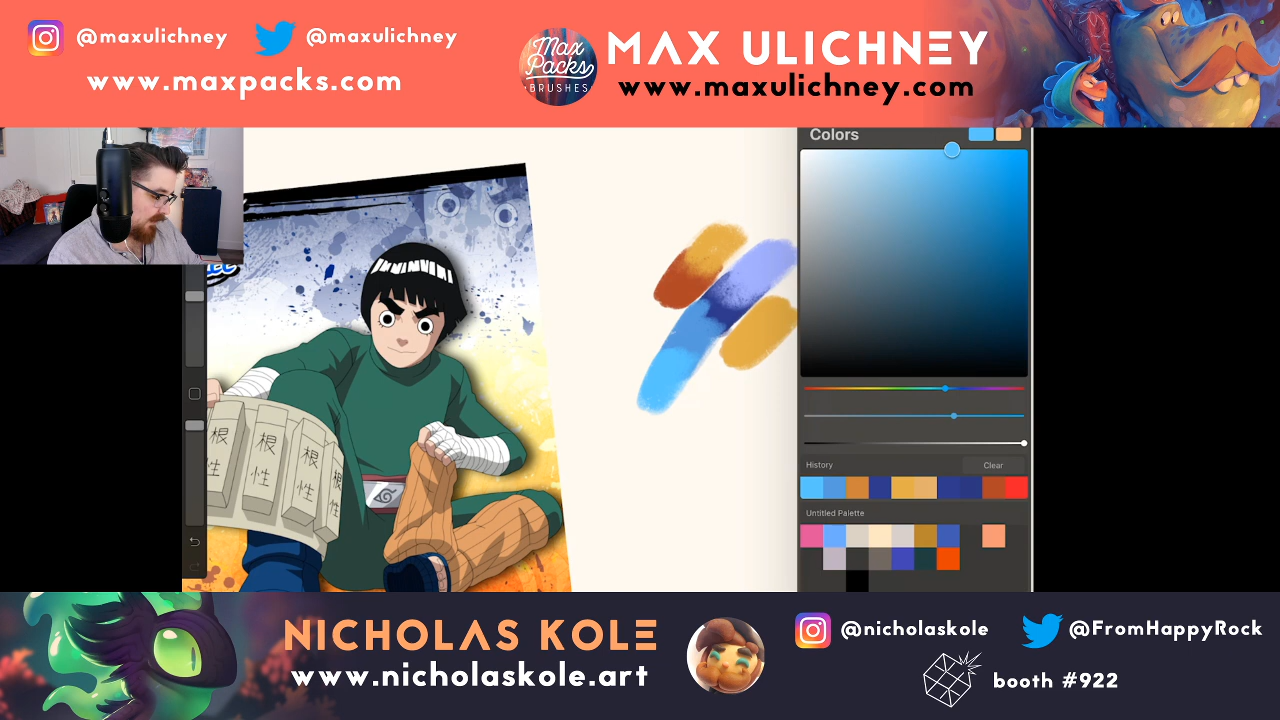 @maxulichney
@maxulichney
www.maxpacks.com
Max
Packs
BRUSHES
MAX ULICHNEY
www.maxulichney.com
Colors
根性
根性
根性
History
Clear
Untitled Palette
NICHOLAS KOLE
www.nicholaskole.art
@nicholaskole
@FromHappyRock
booth #922